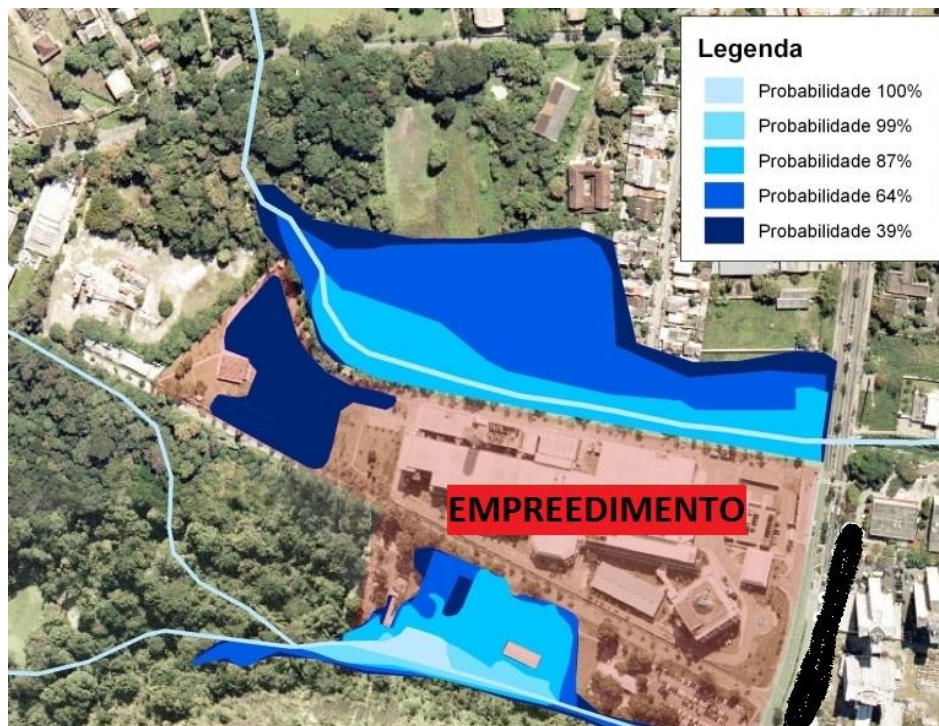 Legenda
Probabilidade 100%
Probabilidade 99%
Probabilidade 87%
Probabilidade 64%
Probabilidade 39%
EMPREEDIMENTO